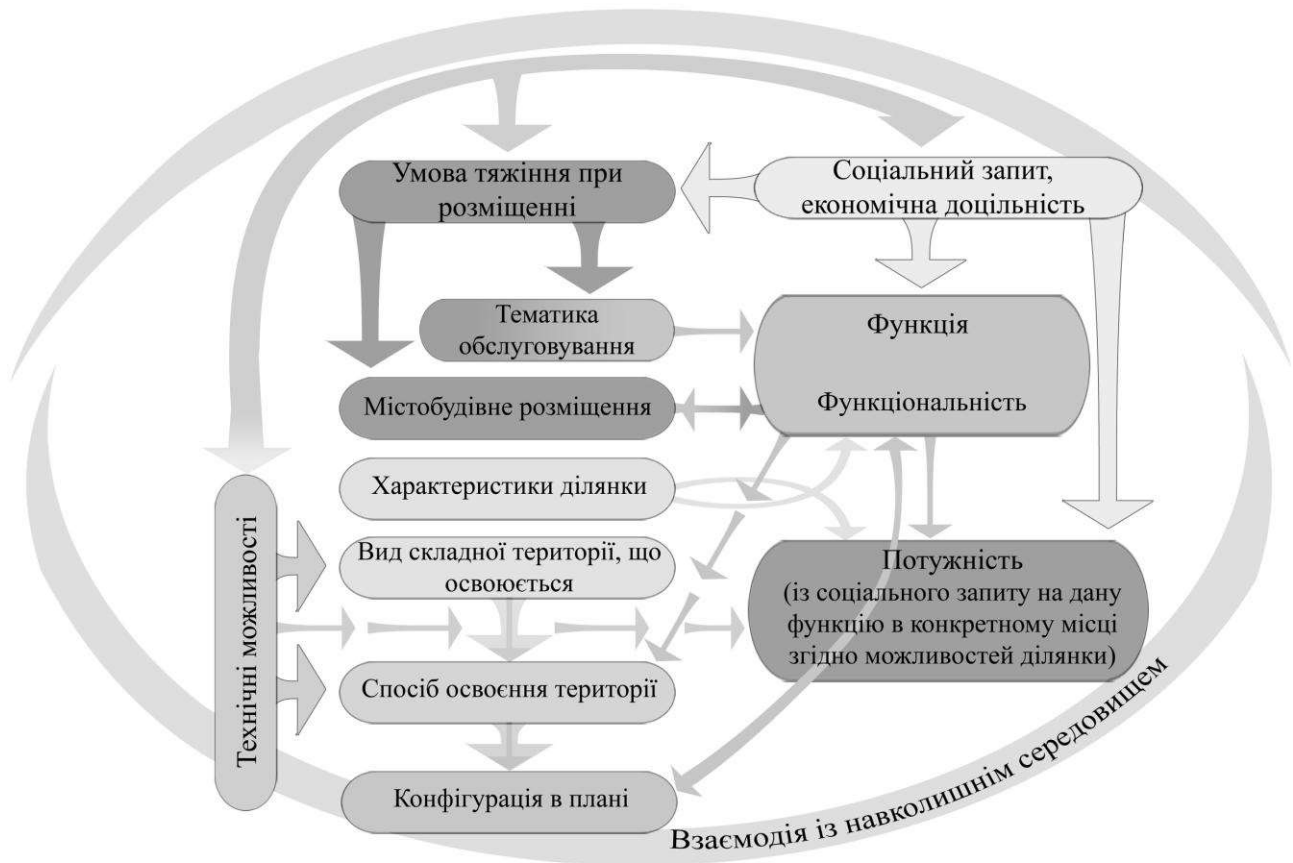 Умова тяжіння при
розміщенні
Соціальний запит,
економічна доцільність
Тематика
обслуговування
Функція
Функціональність
Містобудівне розміщення
Характеристики ділянки
Вид складної території, що
освоюється
Потужність
(із соціального запиту на дану
функцію в конкретному місці
згідно можливостей ділянки)
Технічні можливості
Спосіб освоєння території
Конфігурація в плані
Взаємодія із навколишнім середовищем